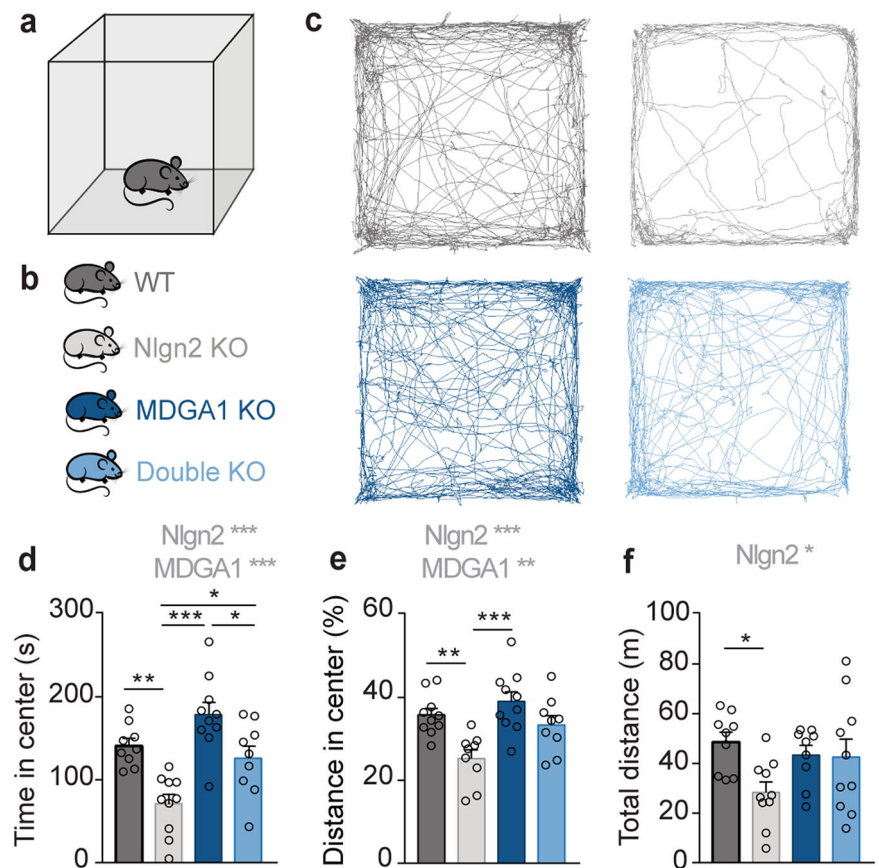 a
b
WT
Nlgn2 KO
MDGA1 KO
Double KO
c
d
Nlgn2 ***
MDGA1 ***
Time in center (s)
300
200
100
0
**
***
*
*
e
Nlgn2 ***
MDGA1 **
Distance in center (%)
60
40
20
0
**
***
f
Nlgn2 *
Total distance (m)
100
80
60
40
20
0
*